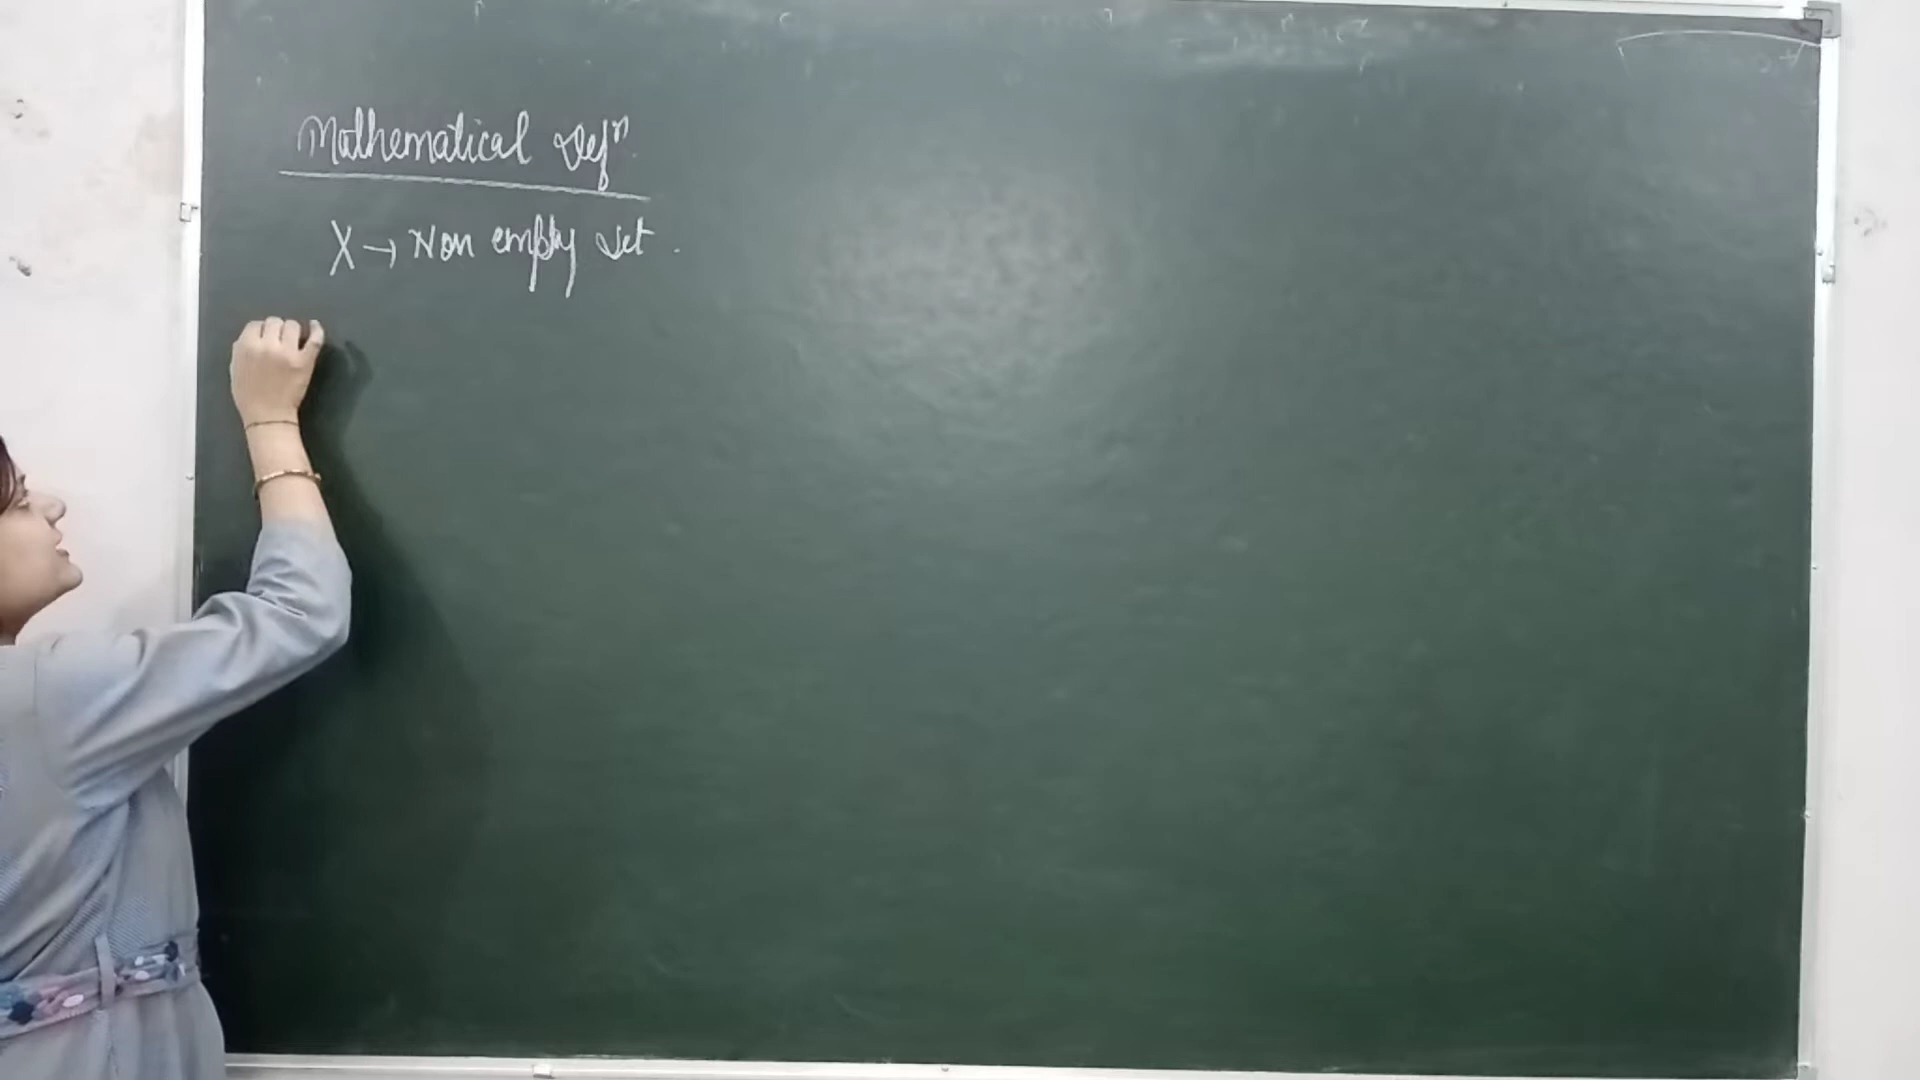 Mathematical Defⁿ.
X → Non empty set.